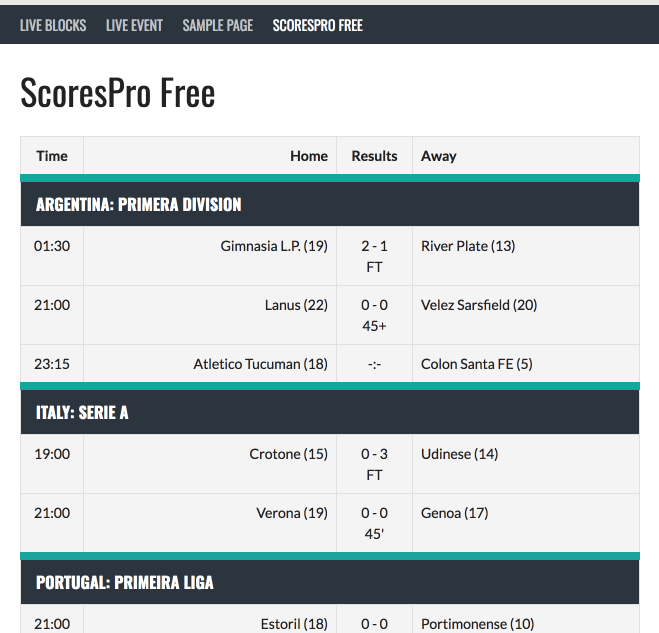 LIVE BLOCKS LIVE EVENT SAMPLE PAGE SCORESPRO FREE
ScoresPro Free
Time Home Results Away
ARGENTINA: PRIMERA DIVISION
01:30 Gimnasia L.P. (19) 2 - 1 River Plate (13)
FT
21:00 Lanus (22) 0 - 0 Velez Sarsfield (20)
45+
23:15 Atletico Tucuman (18) -:- Colon Santa FE (5)
ITALY: SERIE A
19:00 Crotone (15) 0 - 3 Udinese (14)
FT
21:00 Verona (19) 0 - 0 Genoa (17)
45'
PORTUGAL: PRIMEIRA LIGA
21:00 Estoril (18) 0 - 0 Portimonense (10)